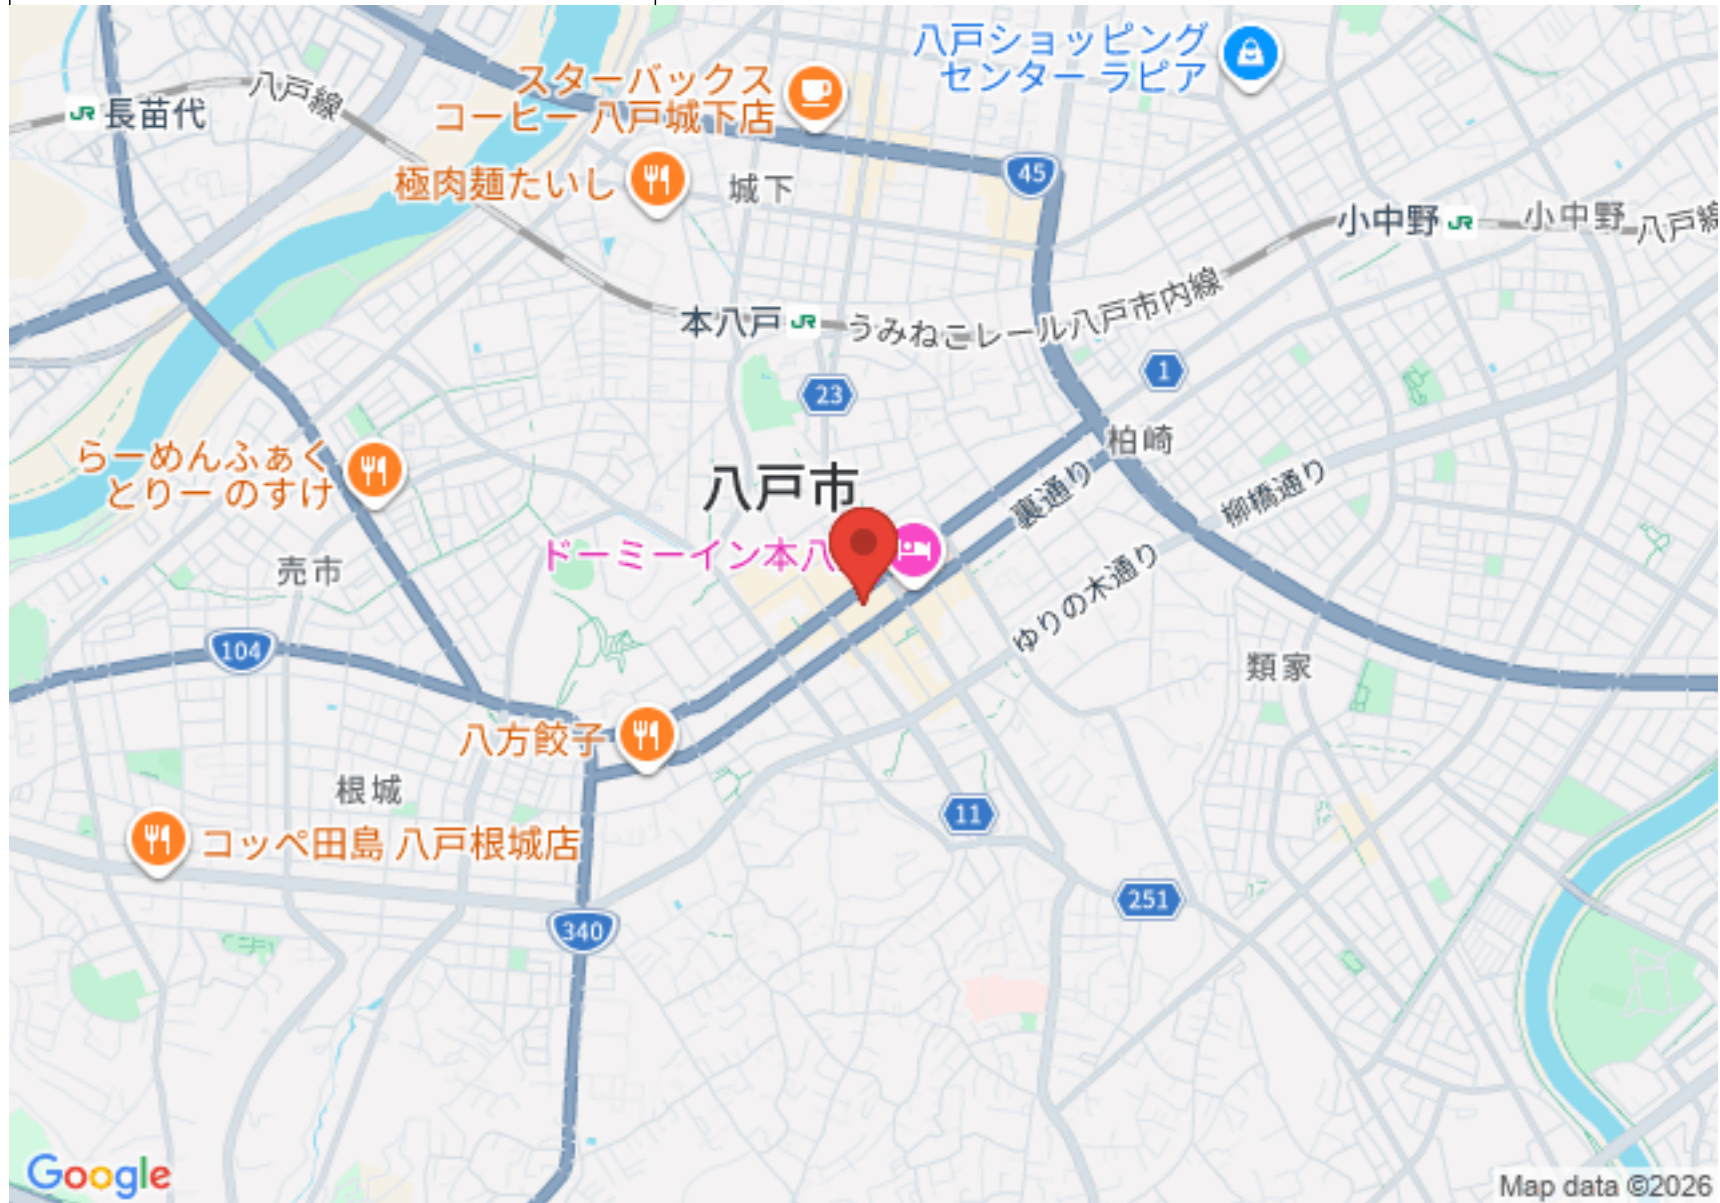 八戸ショッピング
センター ラピア
スターバックス
コーヒー 八戸城下店
JR 長苗代
八戸線
極肉麺たいし
城下
45
小中野 JR
小中野
八戸線
本八戸 JR
うみねこレール八戸市内線
1
23
柏崎
らーめんふぁく
とりー のすけ
八戸市
裏通り
柳橋通り
ドーミーイン本八
売市
ゆりの木通り
104
類家
八方餃子
根城
11
コッペ田島 八戸根城店
251
340
Google
Map data ©2026